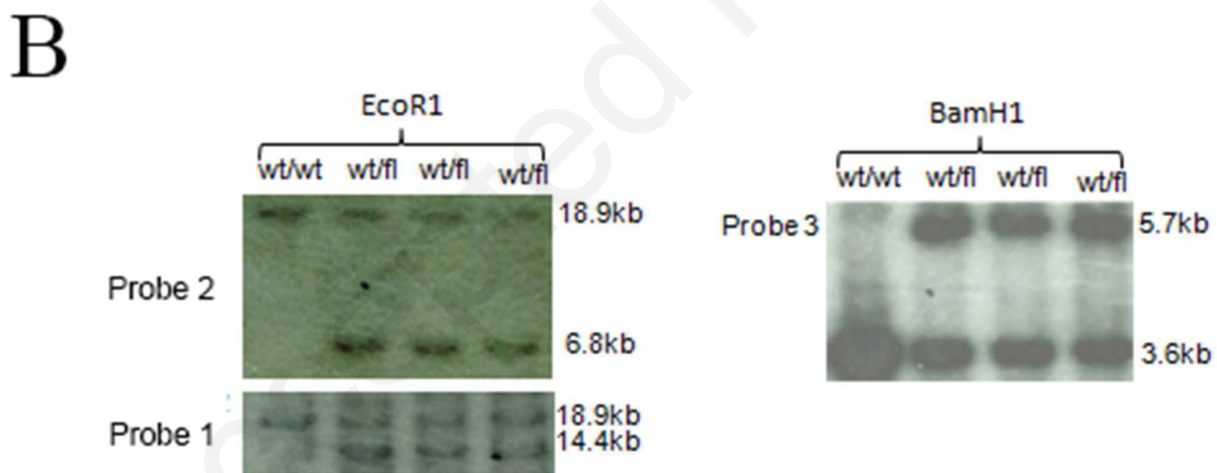 B
EcoR1
wt/wt wt/fl wt/fl wt/fl
18.9kb
Probe 2
6.8kb
Probe 1
18.9kb
14.4kb
BamH1
wt/wt wt/fl wt/fl wt/fl
Probe 3
5.7kb
3.6kb